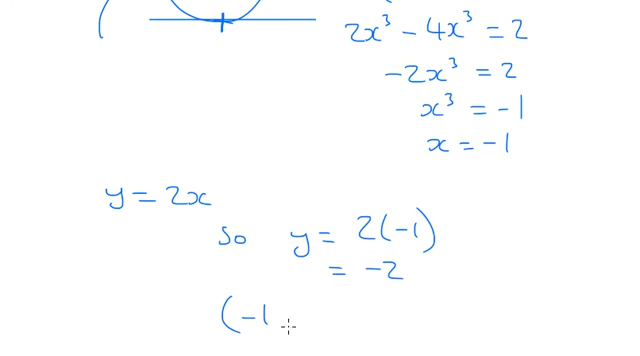 2x³ - 4x³ = 2
-2x³ = 2
x³ = -1
x = -1
y = 2x
so y = 2(-1)
= -2
(-1